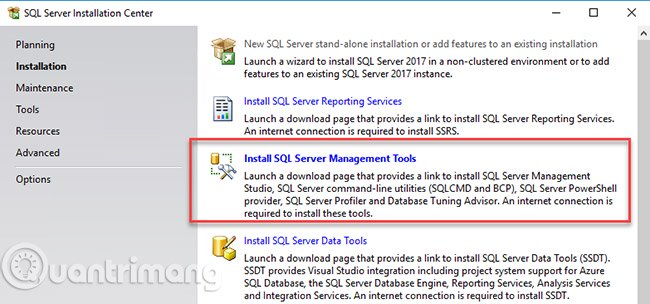 SQL Server Installation Center
Planning
Installation
Maintenance
Tools
Resources
Advanced
Options
New SQL Server stand-alone installation or add features to an existing installation
Launch a wizard to install SQL Server 2017 in a non-clustered environment or to add
features to an existing SQL Server 2017 instance.
Install SQL Server Reporting Services
Launch a download page that provides a link to install SQL Server Reporting Services.
An internet connection is required to install SSRS.
Install SQL Server Management Tools
Launch a download page that provides a link to install SQL Server Management
Studio, SQL Server command-line utilities (SQLCMD and BCP), SQL Server PowerShell
provider, SQL Server Profiler and Database Tuning Advisor. An internet connection is
required to install these tools.
Install SQL Server Data Tools
Launch a download page that provides a link to install SQL Server Data Tools (SSDT).
SSDT provides Visual Studio integration including project system support for Azure
SQL Database, the SQL Server Database Engine, Reporting Services, Analysis Services
and Integration Services. An internet connection is required to install SSDT.
Quantrimang